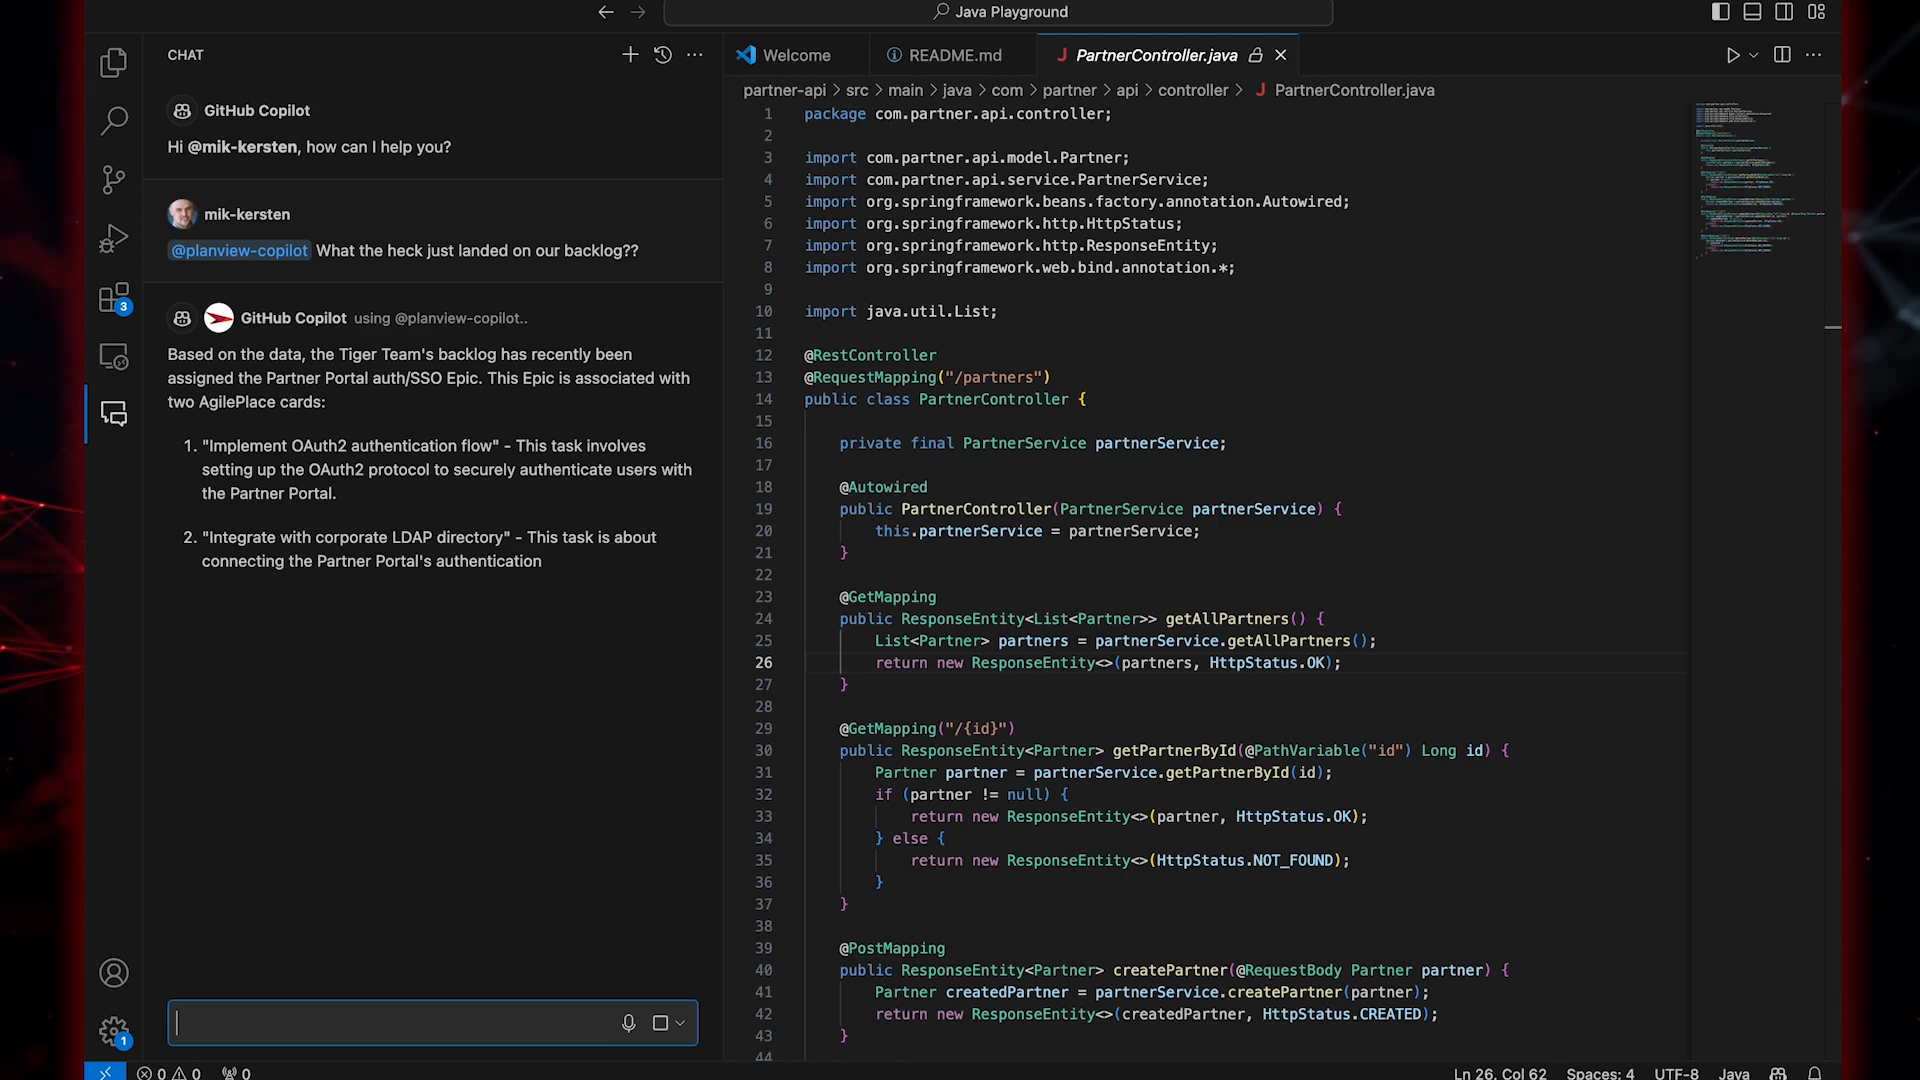 Java Playground
CHAT
GitHub Copilot
Hi @mik-kersten, how can I help you?
mik-kersten
@planview-copilot What the heck just landed on our backlog??
GitHub Copilot using @planview-copilot..
Based on the data, the Tiger Team's backlog has recently been
assigned the Partner Portal auth/SSO Epic. This Epic is associated with
two AgilePlace cards:
1. "Implement OAuth2 authentication flow" - This task involves
setting up the OAuth2 protocol to securely authenticate users with
the Partner Portal.
2. "Integrate with corporate LDAP directory" - This task is about
connecting the Partner Portal's authentication
3
1
Welcome
README.md
J PartnerController.java
partner-api > src > main > java > com > partner > api > controller > J PartnerController.java
1 package com.partner.api.controller;
2
3 import com.partner.api.model.Partner;
4 import com.partner.api.service.PartnerService;
5 import org.springframework.beans.factory.annotation.Autowired;
6 import org.springframework.http.HttpStatus;
7 import org.springframework.http.ResponseEntity;
8 import org.springframework.web.bind.annotation.*;
9
10 import java.util.List;
11
12 @RestController
13 @RequestMapping("/partners")
14 public class PartnerController {
15
16 private final PartnerService partnerService;
17
18 @Autowired
19 public PartnerController(PartnerService partnerService) {
20 this.partnerService = partnerService;
21 }
22
23 @GetMapping
24 public ResponseEntity<List<Partner>> getAllPartners() {
25 List<Partner> partners = partnerService.getAllPartners();
26 return new ResponseEntity<>(partners, HttpStatus.OK);
27 }
28
29 @GetMapping("/{id}")
30 public ResponseEntity<Partner> getPartnerById(@PathVariable("id") Long id) {
31 Partner partner = partnerService.getPartnerById(id);
32 if (partner != null) {
33 return new ResponseEntity<>(partner, HttpStatus.OK);
34 } else {
35 return new ResponseEntity<>(HttpStatus.NOT_FOUND);
36 }
37 }
38
39 @PostMapping
40 public ResponseEntity<Partner> createPartner(@RequestBody Partner partner) {
41 Partner createdPartner = partnerService.createPartner(partner);
42 return new ResponseEntity<>(createdPartner, HttpStatus.CREATED);
43 }
44
0 0 0
Ln 26, Col 62 Spaces: 4 UTF-8 Java